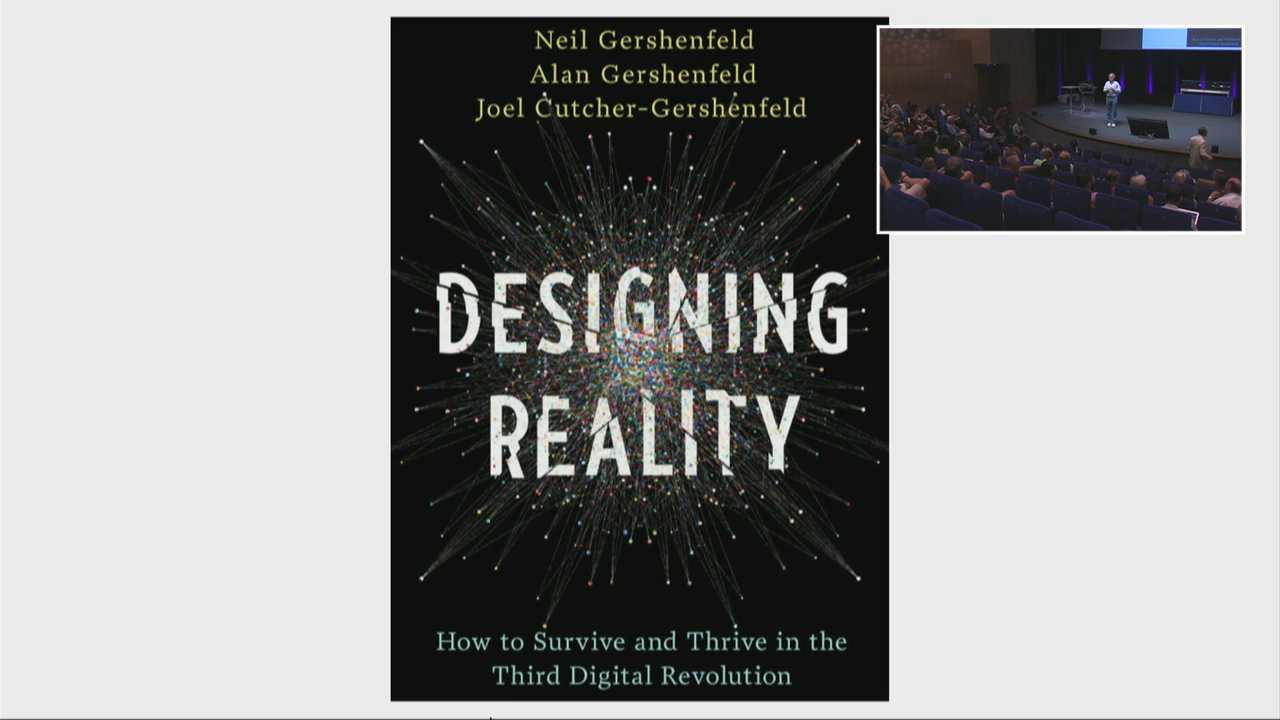 Neil Gershenfeld
Alan Gershenfeld
Joel Cutcher-Gershenfeld
DESIGNING
REALITY
How to Survive and Thrive in the
Third Digital Revolution